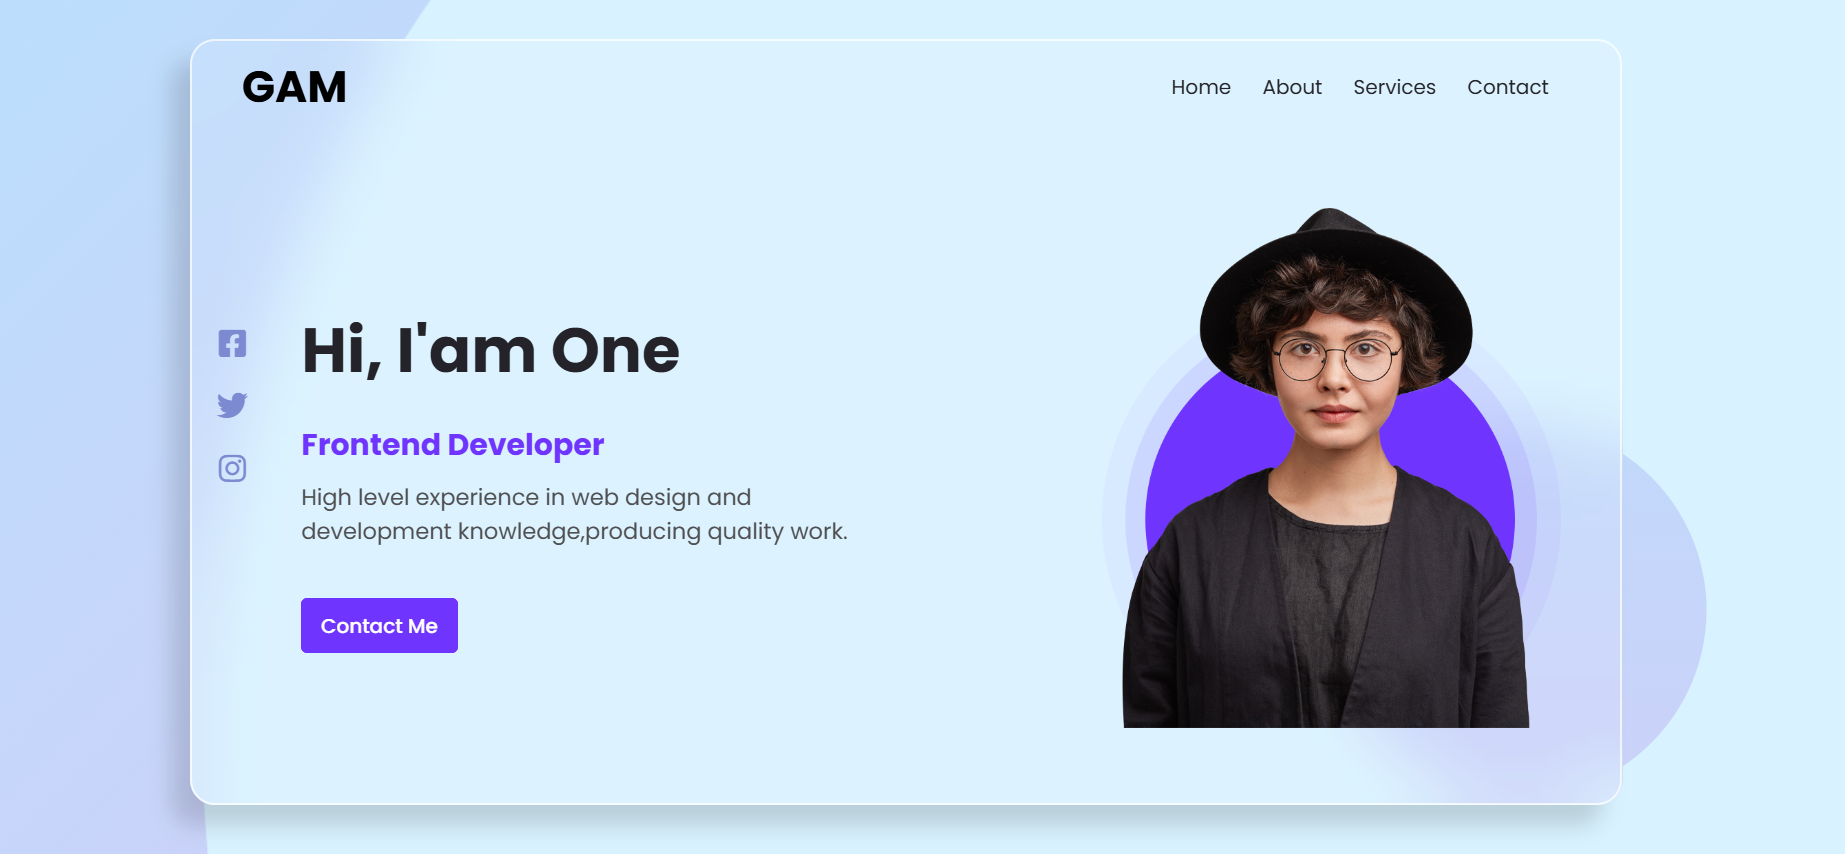 GAM
Home About Services Contact
Hi, I'am One
Frontend Developer
High level experience in web design and
development knowledge,producing quality work.
Contact Me